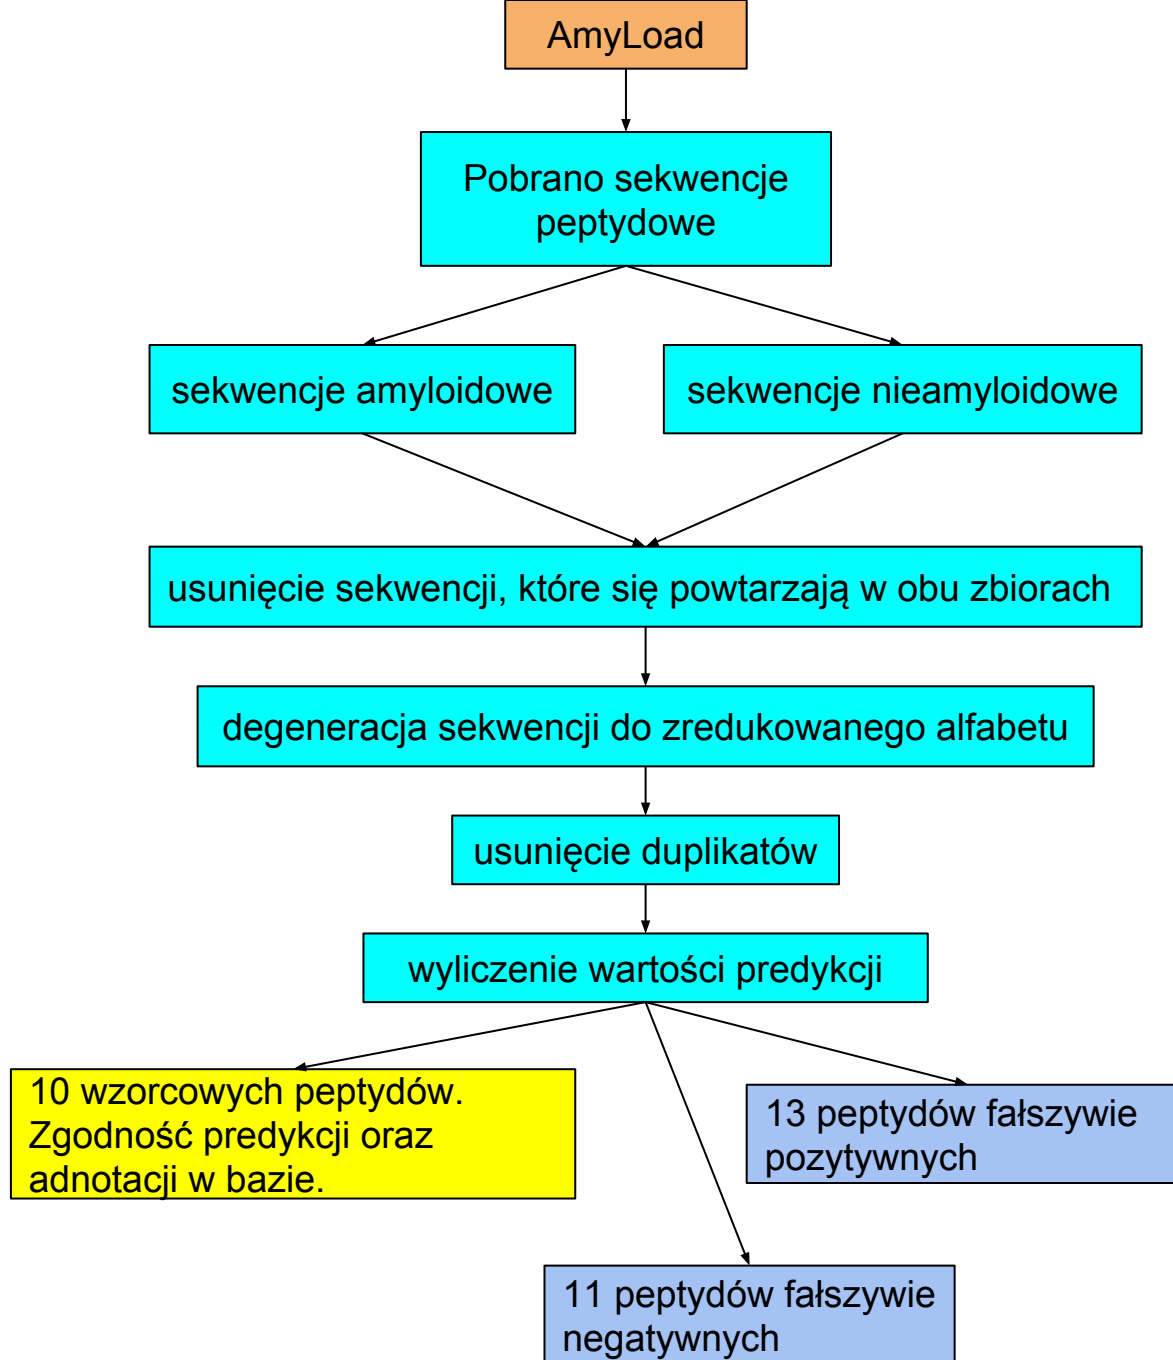 AmyLoad
Pobrano sekwencje
peptydowe
sekwencje amyloidowe
sekwencje nieamyloidowe
usunięcie sekwencji, które się powtarzają w obu zbiorach
degeneracja sekwencji do zredukowanego alfabetu
usunięcie duplikatów
wyliczenie wartości predykcji
10 wzorcowych peptydów.
Zgodność predykcji oraz
adnotacji w bazie.
13 peptydów fałszywie
pozytywnych
11 peptydów fałszywie
negatywnych